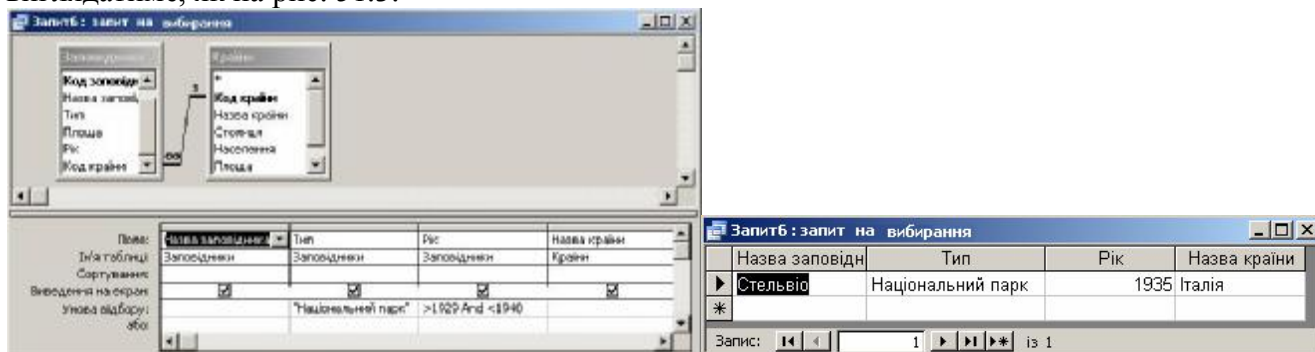 Запит6: запит на вибирання
Заповідники
Країни
Код заповідн
Назва заповід
Тип
Площа
Рік
Код країни
*
Код країни
Назва країни
Столиця
Населення
Площа
Поле: Назва заповідника Тип Рік Назва країни
Ім'я таблиці: Заповідники Заповідники Заповідники Країни
Сортування:
Виведення на екран:
Умова відбору: "Національний парк" >1929 And <1940
або:
Запит6 : запит на вибирання
Назва заповідн Тип Рік Назва країни
Стельвіо Національний парк 1935 Італія
*
Запис: 1 із 1